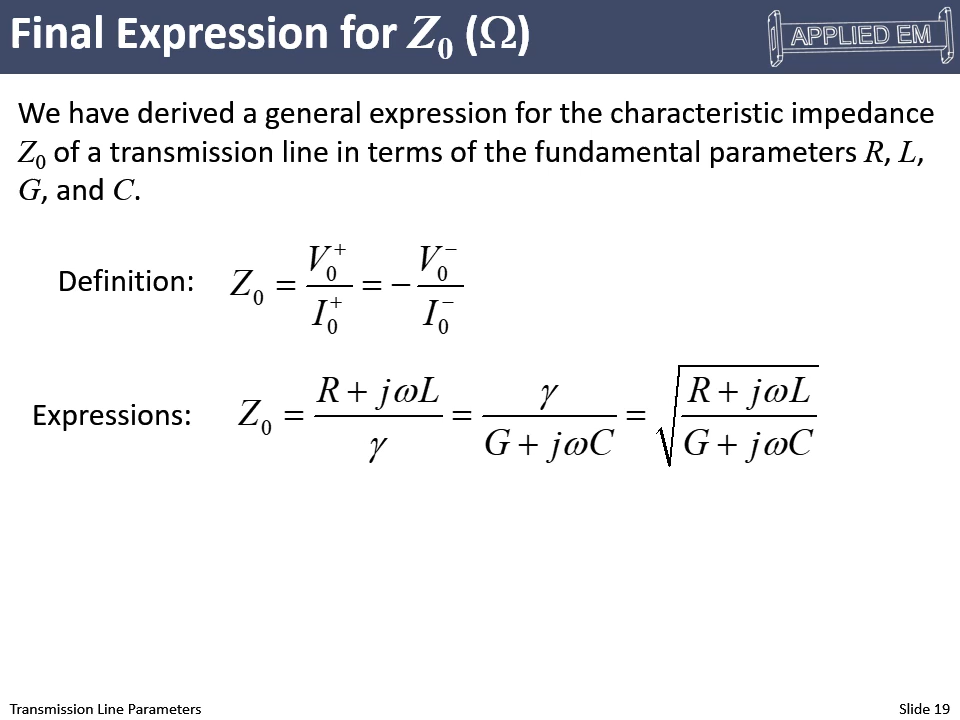 Final Expression for Z₀ (Ω)
APPLIED EM
We have derived a general expression for the characteristic impedance
Z₀ of a transmission line in terms of the fundamental parameters R, L,
G, and C.
Definition: Z₀ = V₀⁺ / I₀⁺ = − V₀⁻ / I₀⁻
Expressions: Z₀ = (R + jωL) / γ = γ / (G + jωC) = √((R + jωL) / (G + jωC))
Transmission Line Parameters
Slide 19